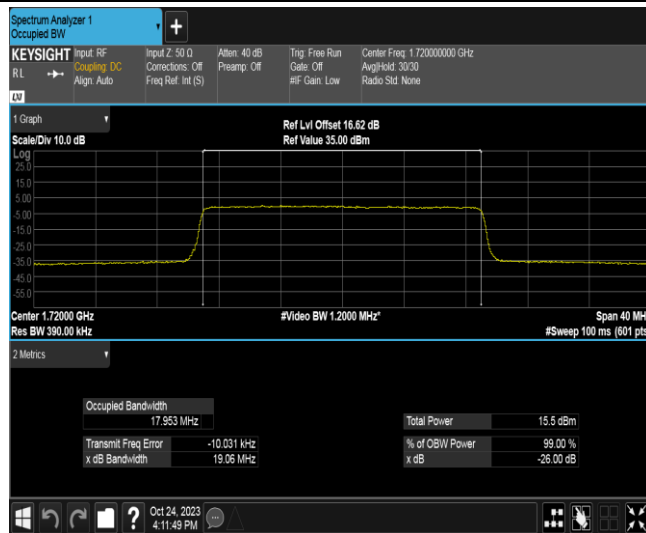 Spectrum Analyzer 1
Occupied BW
+
KEYSIGHT
RL
Input: RF
Coupling: DC
Align: Auto
Input Z: 50 Ω
Corrections: Off
Freq Ref: Int (S)
Atten: 40 dB
Preamp: Off
Trig: Free Run
Gate: Off
#IF Gain: Low
Center Freq: 1.720000000 GHz
Avg|Hold: 30/30
Radio Std: None
LXI
1 Graph
Scale/Div 10.0 dB
Ref Lvl Offset 16.62 dB
Ref Value 35.00 dBm
Log
25.0
15.0
5.00
-5.00
-15.0
-25.0
-35.0
-45.0
-55.0
Center 1.72000 GHz
#Video BW 1.2000 MHz*
Span 40 MH
Res BW 390.00 kHz
#Sweep 100 ms (601 pts
2 Metrics
Occupied Bandwidth
17.953 MHz
Total Power 15.5 dBm
Transmit Freq Error -10.031 kHz
% of OBW Power 99.00 %
x dB Bandwidth 19.06 MHz
x dB -26.00 dB
?
Oct 24, 2023
4:11:49 PM